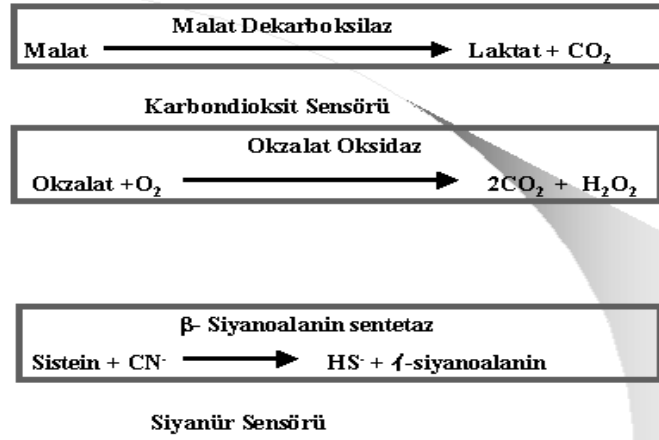 Malat Dekarboksilaz
Malat Laktat + CO₂
Karbondioksit Sensörü
Okzalat Oksidaz
Okzalat +O₂ 2CO₂ + H₂O₂
β- Siyanoalanin sentetaz
Sistein + CN⁻ HS⁻ + -siyanoalanin
Siyanür Sensörü